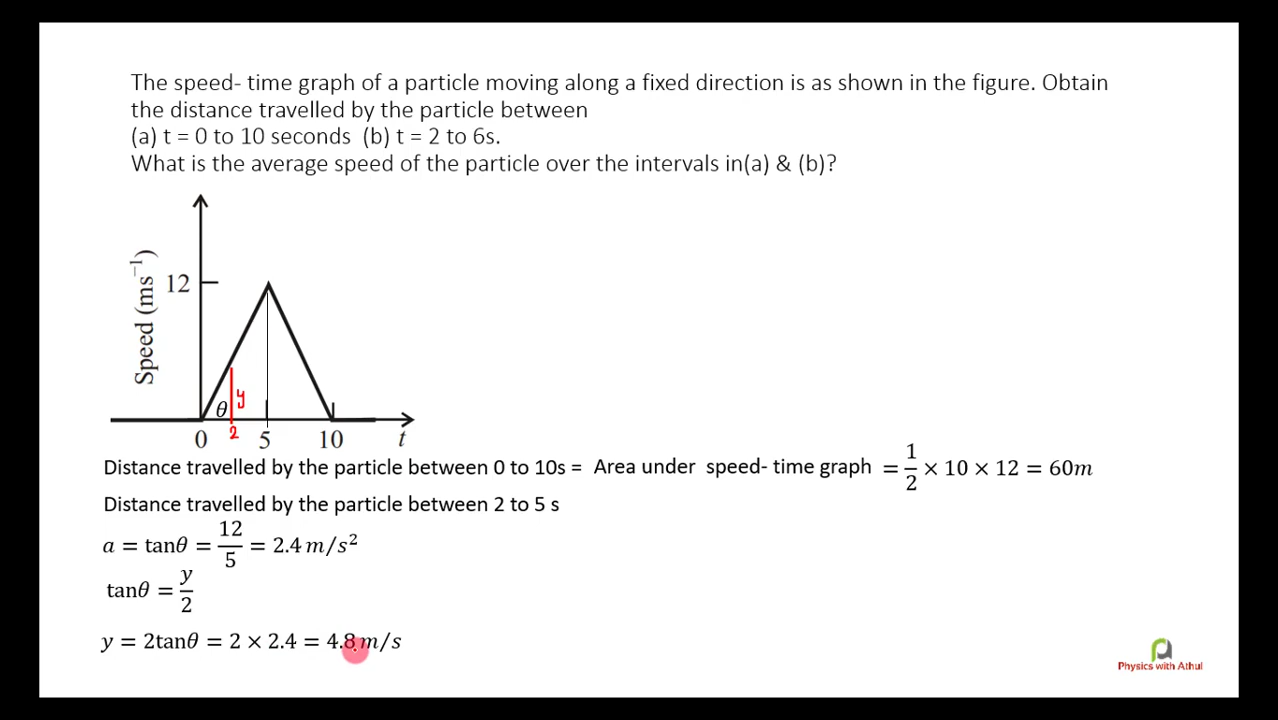 The speed- time graph of a particle moving along a fixed direction is as shown in the figure. Obtain
the distance travelled by the particle between
(a) t = 0 to 10 seconds (b) t = 2 to 6s.
What is the average speed of the particle over the intervals in(a) & (b)?
Speed (ms⁻¹)
12
θ
y
0 2 5 10 t
Distance travelled by the particle between 0 to 10s = Area under speed- time graph = 1/2 × 10 × 12 = 60m
Distance travelled by the particle between 2 to 5 s
a = tanθ = 12/5 = 2.4 m/s²
tanθ = y/2
y = 2tanθ = 2 × 2.4 = 4.8 m/s
Physics with Athul